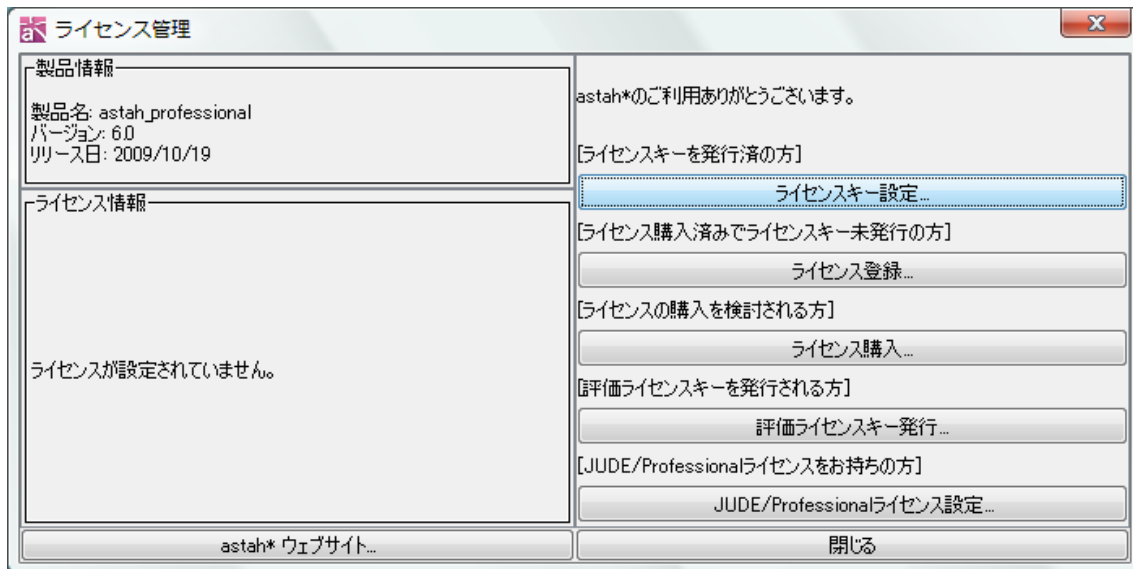 ライセンス管理
製品情報
製品名: astah_professional
バージョン: 6.0
リリース日: 2009/10/19
ライセンス情報
ライセンスが設定されていません。
astah*のご利用ありがとうございます。
[ライセンスキーを発行済の方]
ライセンスキー設定...
[ライセンス購入済みでライセンスキー未発行の方]
ライセンス登録...
[ライセンスの購入を検討される方]
ライセンス購入...
[評価ライセンスキーを発行される方]
評価ライセンスキー発行...
[JUDE/Professionalライセンスをお持ちの方]
JUDE/Professionalライセンス設定...
astah* ウェブサイト...
閉じる